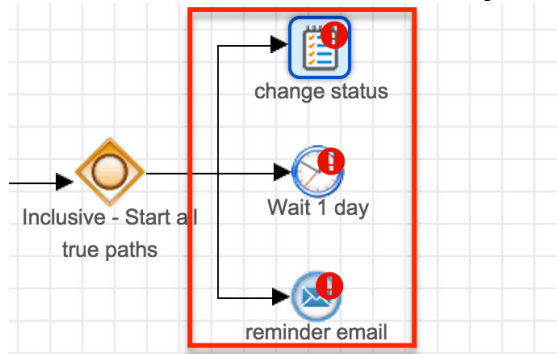 change status
Wait 1 day
Inclusive - Start all
true paths
reminder email